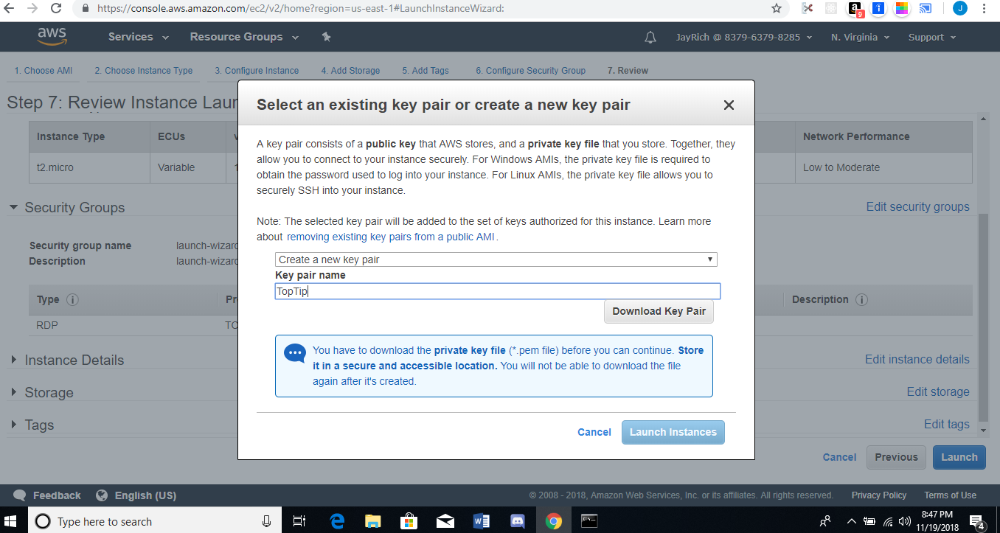 https://console.aws.amazon.com/ec2/v2/home?region=us-east-1#LaunchInstanceWizard:
9
J
aws
Services
Resource Groups
JayRich @ 8379-6379-8285
N. Virginia
Support
1. Choose AMI
2. Choose Instance Type
3. Configure Instance
4. Add Storage
5. Add Tags
6. Configure Security Group
7. Review
Step 7: Review Instance Laun
Instance Type
ECUs
Network Performance
t2.micro
Variable
Low to Moderate
Security Groups
Edit security groups
Security group name
launch-wizard
Description
launch-wizard
Type
Description
RDP
Instance Details
Edit instance details
Storage
Edit storage
Tags
Edit tags
Select an existing key pair or create a new key pair
A key pair consists of a public key that AWS stores, and a private key file that you store. Together, they
allow you to connect to your instance securely. For Windows AMIs, the private key file is required to
obtain the password used to log into your instance. For Linux AMIs, the private key file allows you to
securely SSH into your instance.
Note: The selected key pair will be added to the set of keys authorized for this instance. Learn more
about removing existing key pairs from a public AMI.
Create a new key pair
Key pair name
TopTip
Download Key Pair
You have to download the private key file (*.pem file) before you can continue. Store
it in a secure and accessible location. You will not be able to download the file
again after it's created.
Cancel
Launch Instances
Cancel
Previous
Launch
Feedback
English (US)
© 2008 - 2018, Amazon Web Services, Inc. or its affiliates. All rights reserved.
Privacy Policy
Terms of Use
Type here to search
8:47 PM
11/19/2018
4